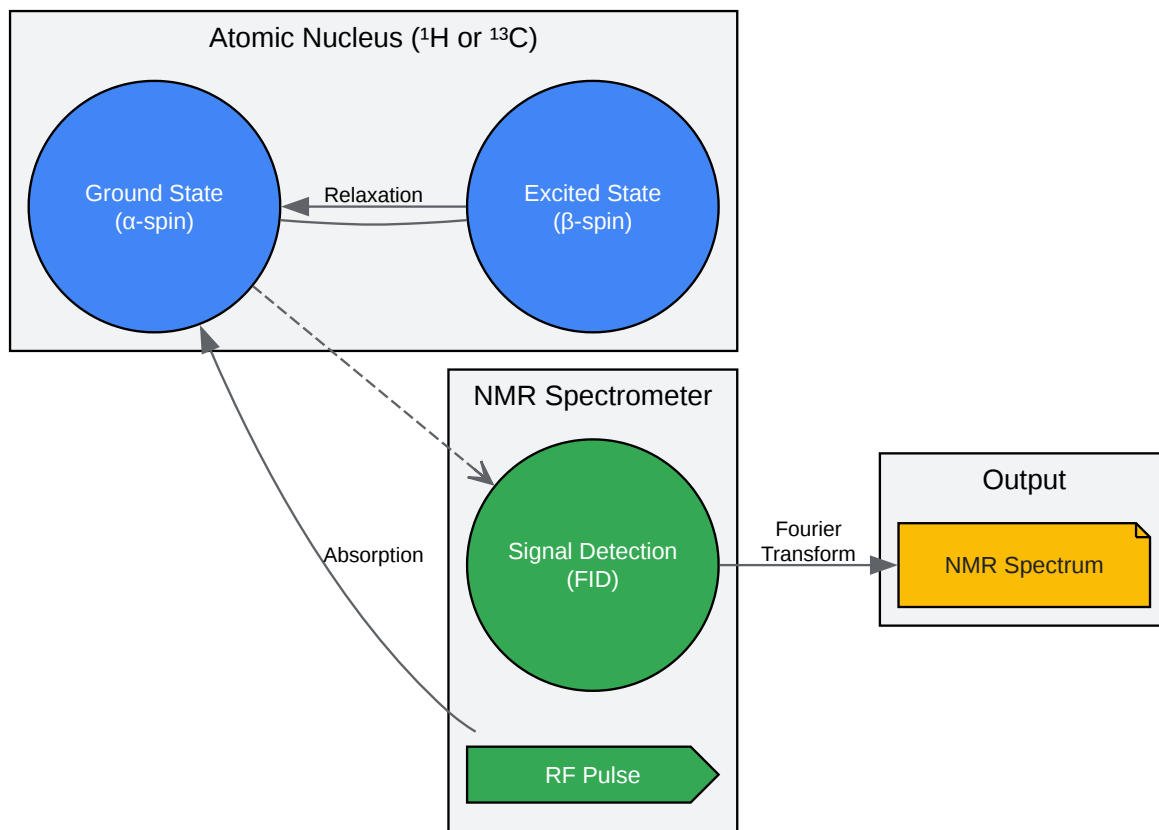 Atomic Nucleus (¹H or ¹³C)
Ground State
(α-spin)
Relaxation
Excited State
(β-spin)
NMR Spectrometer
Absorption
Signal Detection
(FID)
Fourier
Transform
Output
NMR Spectrum
RF Pulse